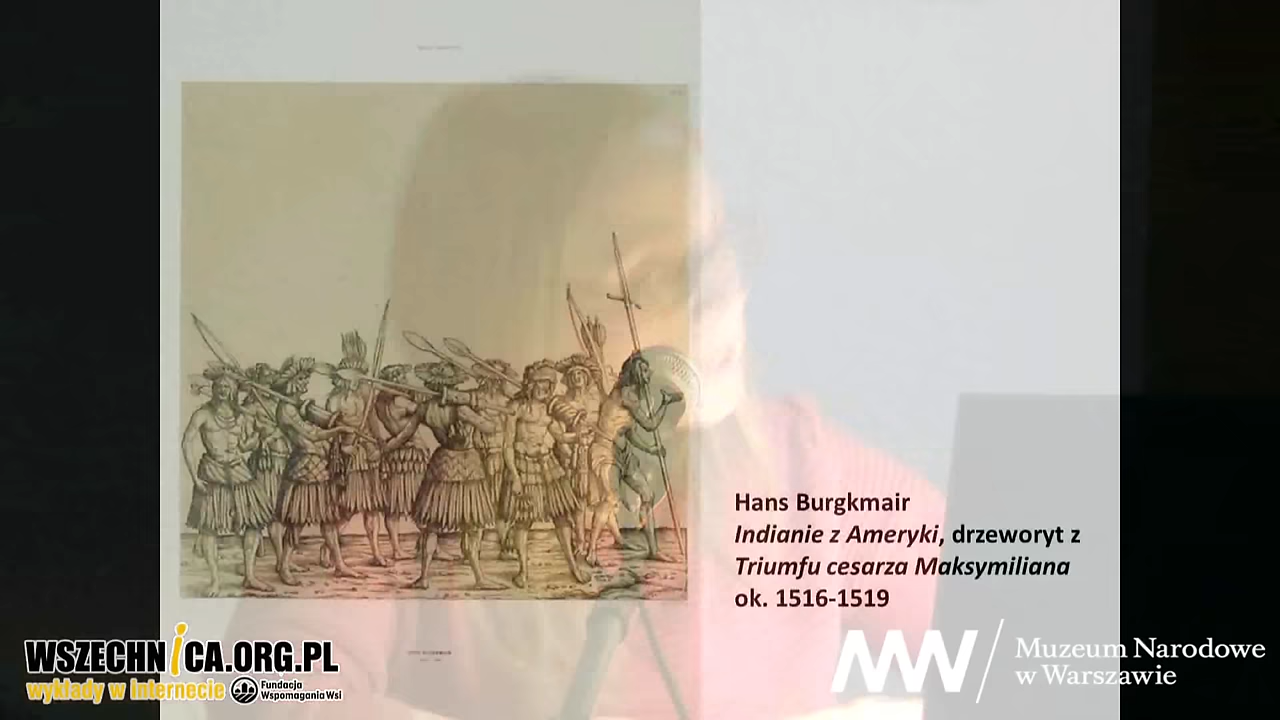 Hans Burgkmair
Indianie z Ameryki, drzeworyt z
Triumfu cesarza Maksymiliana
ok. 1516-1519
WSZECHNICA.ORG.PL
wykłady w Internecie
Fundacja
Wspomagania Wsi
Muzeum Narodowe
w Warszawie